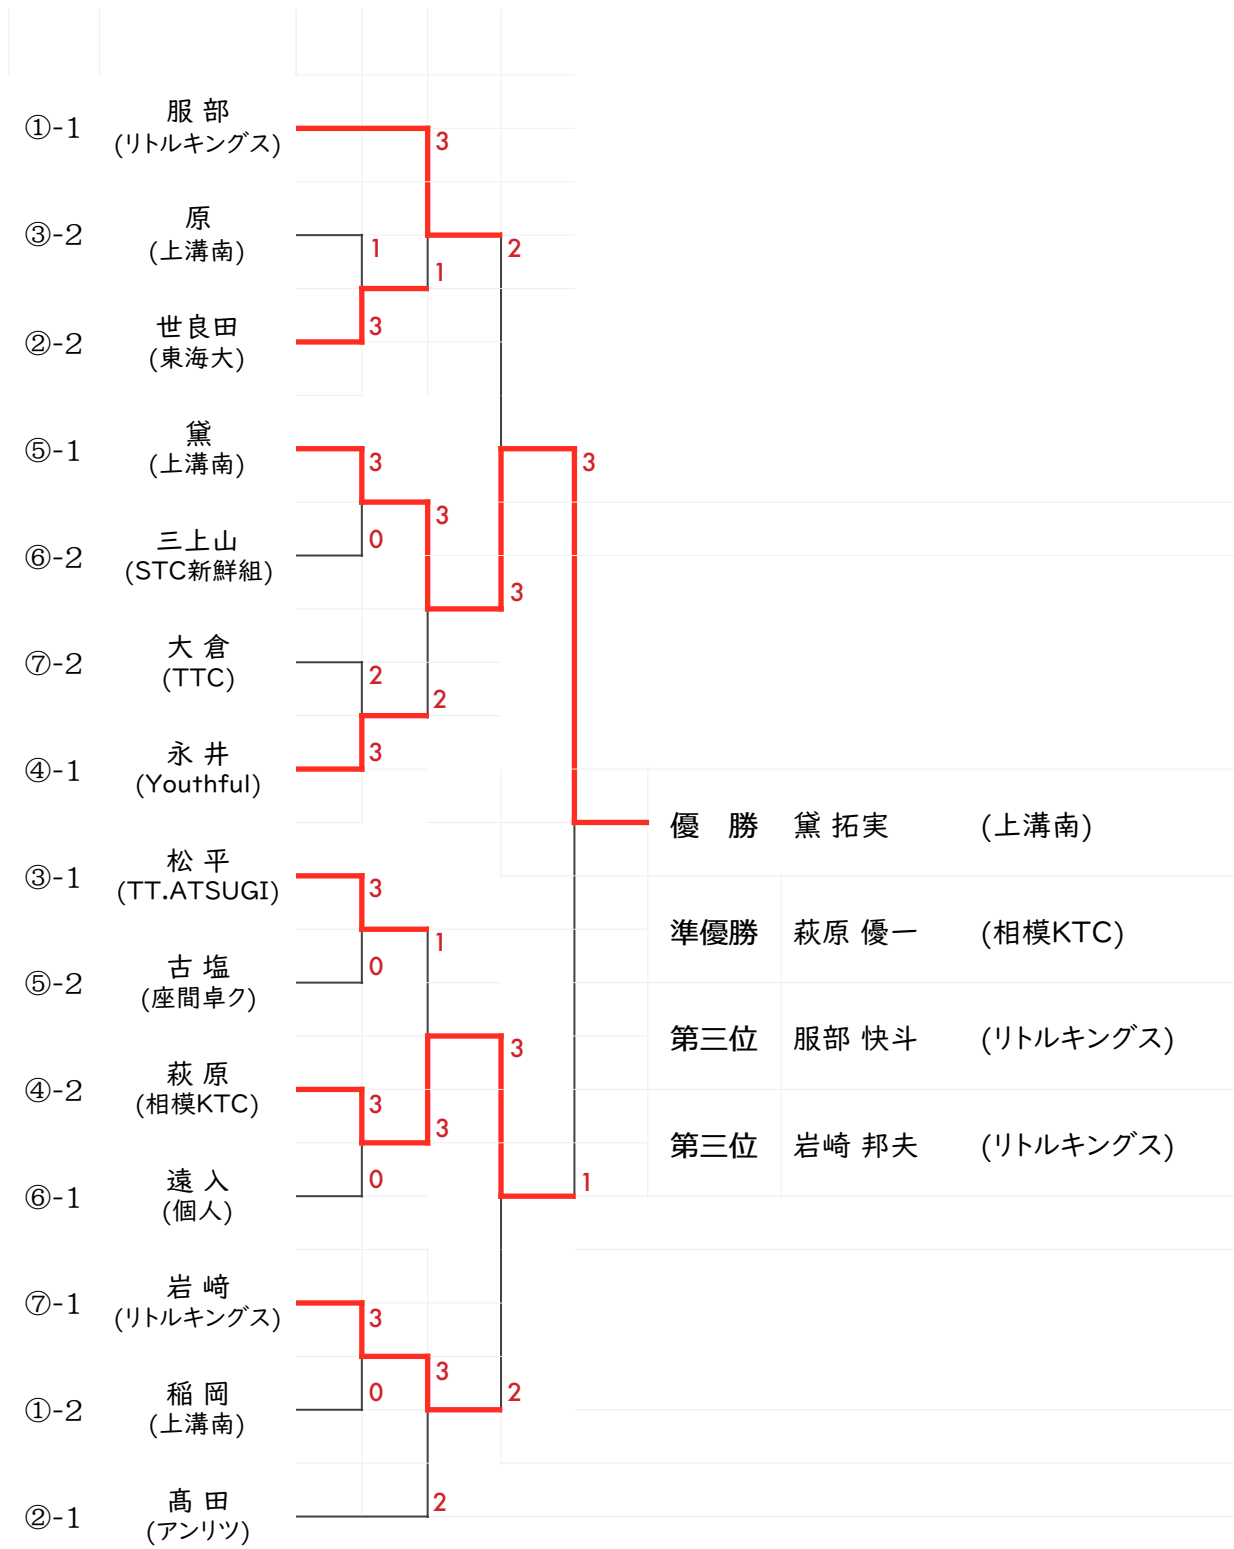 ①-1 服部
(リトルキングス)
3
③-2 原
(上溝南)
1
2
1
②-2 世良田
(東海大)
3
⑤-1 黛
(上溝南)
3
3
3
⑥-2 三上山
(STC新鮮組)
0
3
⑦-2 大倉
(TTC)
2
2
④-1 永井
(Youthful)
3
優 勝 黛 拓実 (上溝南)
③-1 松平
(TT.ATSUGI)
3
1
準優勝 萩原 優一 (相模KTC)
⑤-2 古塩
(座間卓ク)
0
3
第三位 服部 快斗 (リトルキングス)
④-2 萩原
(相模KTC)
3
3
第三位 岩崎 邦夫 (リトルキングス)
⑥-1 遠入
(個人)
0
1
⑦-1 岩﨑
(リトルキングス)
3
3
①-2 稲岡
(上溝南)
0
2
②-1 髙田
(アンリツ)
2